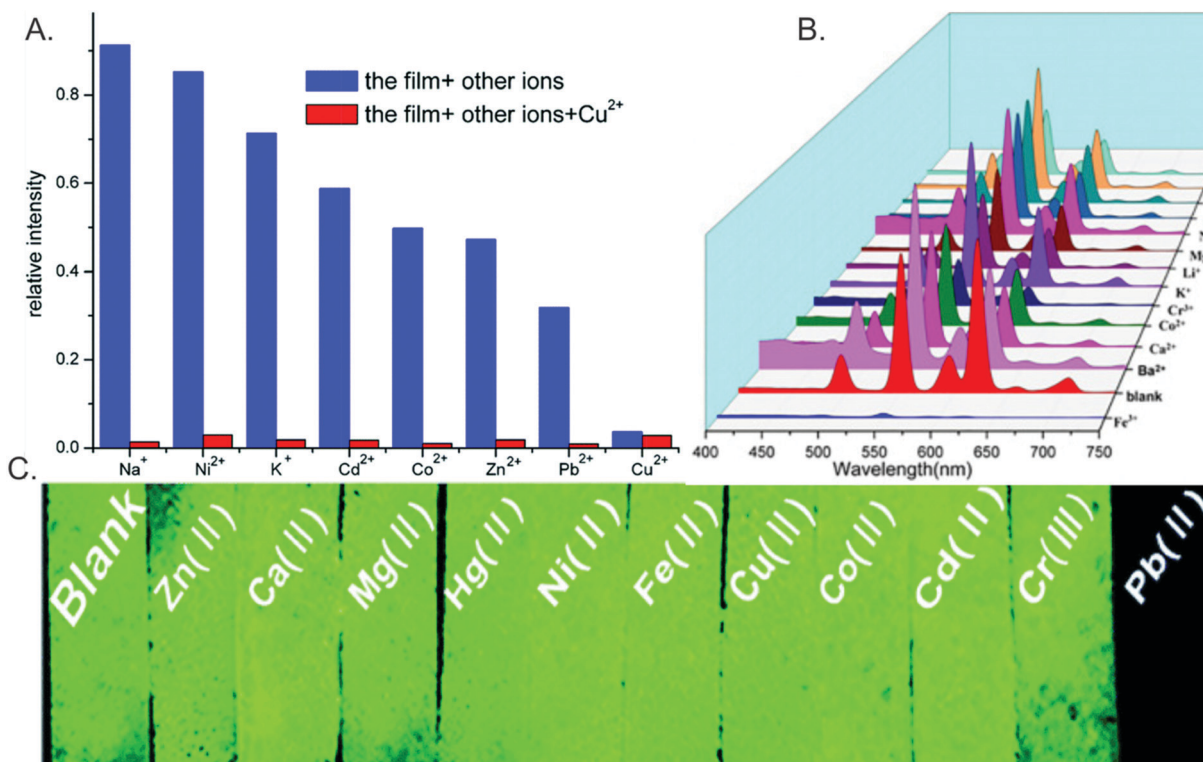 A.
relative intensity
0.8
0.6
0.4
0.2
0.0
the film+ other ions
the film+ other ions+Cu²⁺
Na⁺ Ni²⁺ K⁺ Cd²⁺ Co²⁺ Zn²⁺ Pb²⁺ Cu²⁺
B.
Li⁺
K⁺
Cr³⁺
Co²⁺
Ca²⁺
Ba²⁺
blank
Fe³⁺
400 450 500 550 600 650 700 750
Wavelength(nm)
C.
Blank Zn(II) Ca(II) Mg(II) Hg(II) Ni(II) Fe(II) Cu(II) Co(II) Cd(II) Cr(III) Pb(II)